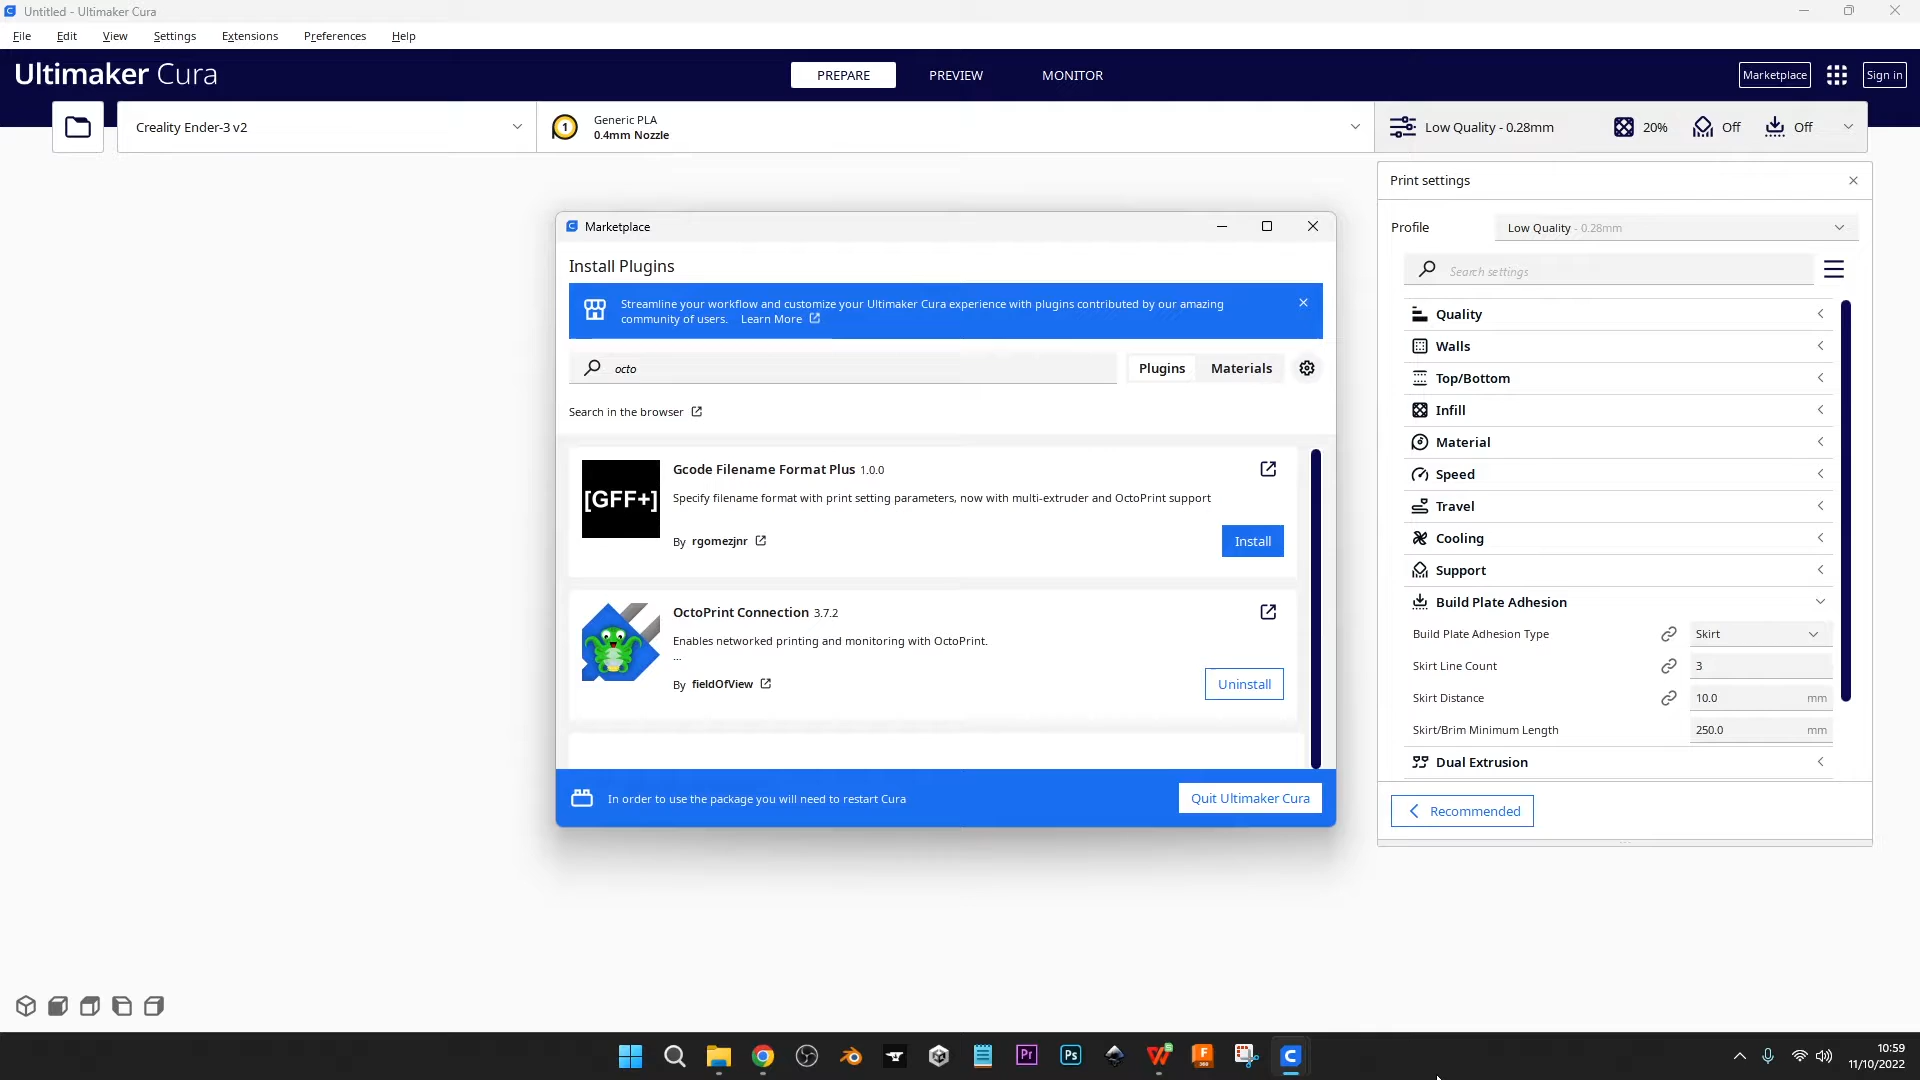 Untitled - Ultimaker Cura
File Edit View Settings Extensions Preferences Help
Ultimaker Cura
PREPARE PREVIEW MONITOR
Marketplace Sign in
Creality Ender-3 v2
1 Generic PLA
0.4mm Nozzle
Low Quality - 0.28mm 20% Off Off
Print settings
Profile Low Quality - 0.28mm
Search settings
Quality
Walls
Top/Bottom
Infill
Material
Speed
Travel
Cooling
Support
Build Plate Adhesion
Build Plate Adhesion Type Skirt
Skirt Line Count 3
Skirt Distance 10.0 mm
Skirt/Brim Minimum Length 250.0 mm
Dual Extrusion
Recommended
Marketplace
Install Plugins
Streamline your workflow and customize your Ultimaker Cura experience with plugins contributed by our amazing
community of users. Learn More
octo
Plugins Materials
Search in the browser
[GFF+]
Gcode Filename Format Plus 1.0.0
Specify filename format with print setting parameters, now with multi-extruder and OctoPrint support
By rgomezjnr
Install
OctoPrint Connection 3.7.2
Enables networked printing and monitoring with OctoPrint.
...
By fieldOfView
Uninstall
In order to use the package you will need to restart Cura
Quit Ultimaker Cura
Pr
Ps
10:59
11/10/2022